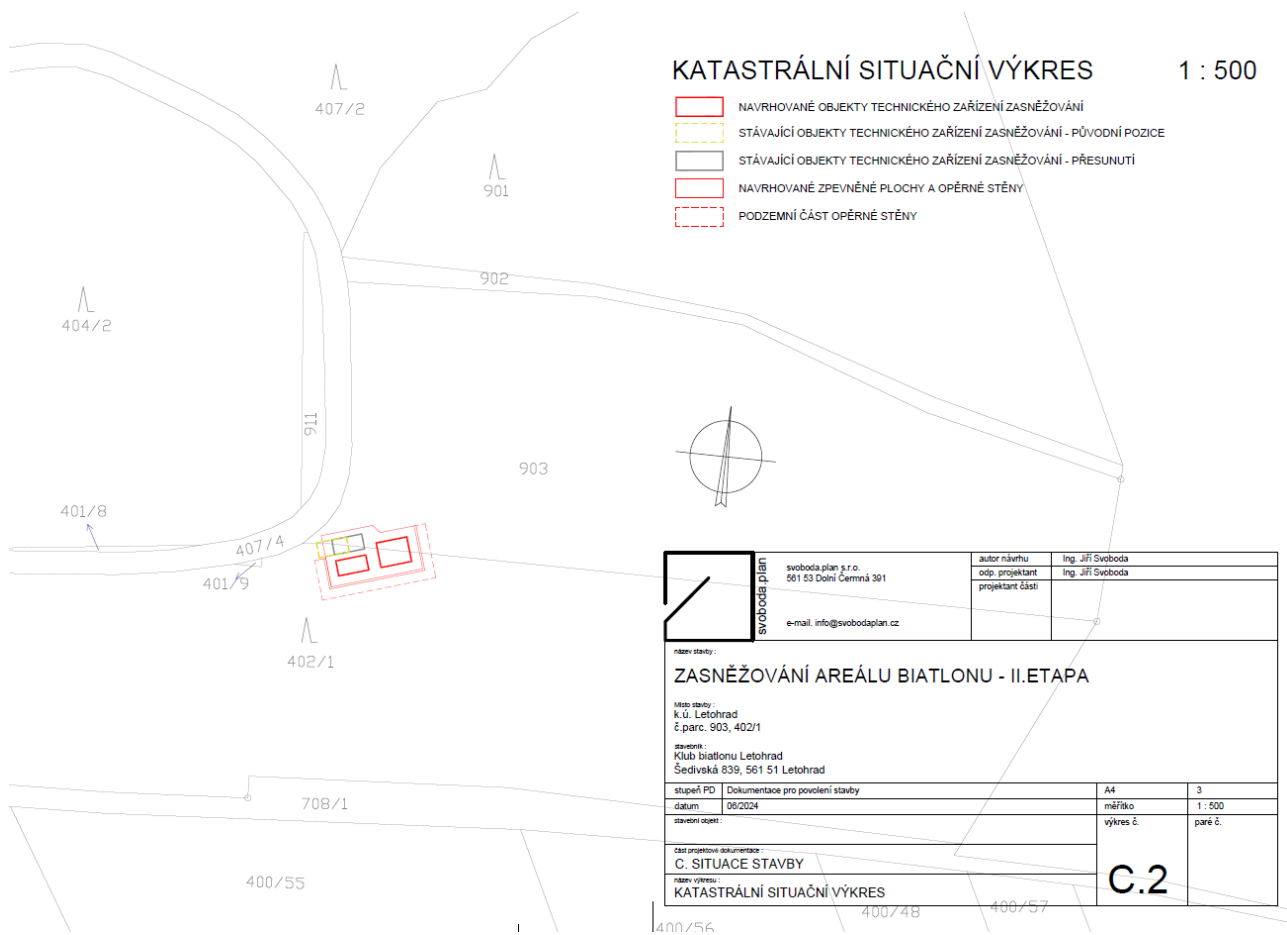 KATASTRÁLNÍ SITUAČNÍ VÝKRES 1 : 500
NAVRHOVANÉ OBJEKTY TECHNICKÉHO ZAŘÍZENÍ ZASNĚŽOVÁNÍ
STÁVAJÍCÍ OBJEKTY TECHNICKÉHO ZAŘÍZENÍ ZASNĚŽOVÁNÍ - PŮVODNÍ POZICE
STÁVAJÍCÍ OBJEKTY TECHNICKÉHO ZAŘÍZENÍ ZASNĚŽOVÁNÍ - PŘESUNUTÍ
NAVRHOVANÉ ZPEVNĚNÉ PLOCHY A OPĚRNÉ STĚNY
PODZEMNÍ ČÁST OPĚRNÉ STĚNY
407/2
901
902
404/2
911
903
401/8
407/4
401/9
402/1
708/1
400/55
400/56
400/48
400/57
svoboda.plan
svoboda.plan s.r.o.
561 53 Dolní Čermná 391
e-mail. info@svobodaplan.cz
autor návrhu Ing. Jiří Svoboda
odp. projektant Ing. Jiří Svoboda
projektant části
název stavby :
ZASNĚŽOVÁNÍ AREÁLU BIATLONU - II.ETAPA
Místo stavby :
k.ú. Letohrad
č.parc. 903, 402/1
stavebník :
Klub biatlonu Letohrad
Šedivská 839, 561 51 Letohrad
stupeň PD Dokumentace pro povolení stavby A4 3
datum 06/2024 měřítko 1 : 500
stavební objekt : výkres č. paré č.
část projektové dokumentace :
C. SITUACE STAVBY
C.2
název výkresu :
KATASTRÁLNÍ SITUAČNÍ VÝKRES